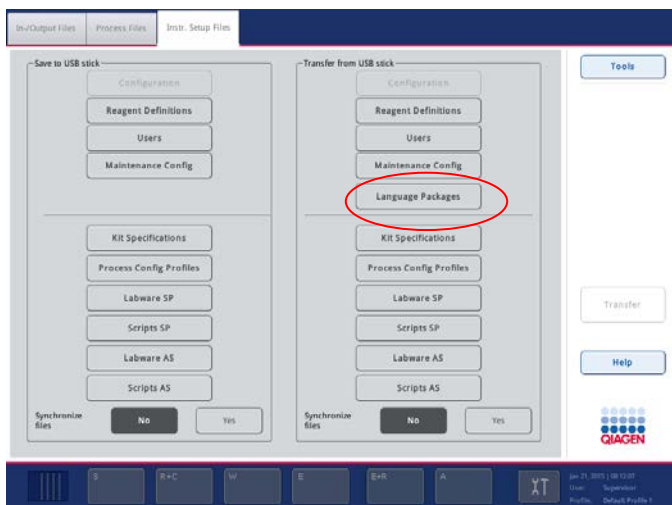 In-/Output Files
Process Files
Instr. Setup Files
Save to USB stick
Configuration
Reagent Definitions
Users
Maintenance Config
Kit Specifications
Process Config Profiles
Labware SP
Scripts SP
Labware AS
Scripts AS
Synchronize
files
No
Yes
Transfer from USB stick
Configuration
Reagent Definitions
Users
Maintenance Config
Language Packages
Kit Specifications
Process Config Profiles
Labware SP
Scripts SP
Labware AS
Scripts AS
Synchronize
files
No
Yes
Tools
Transfer
Help
QIAGEN
S
R+C
W
E
E+R
A
User: Supervisor
Profile: Default Profile 1